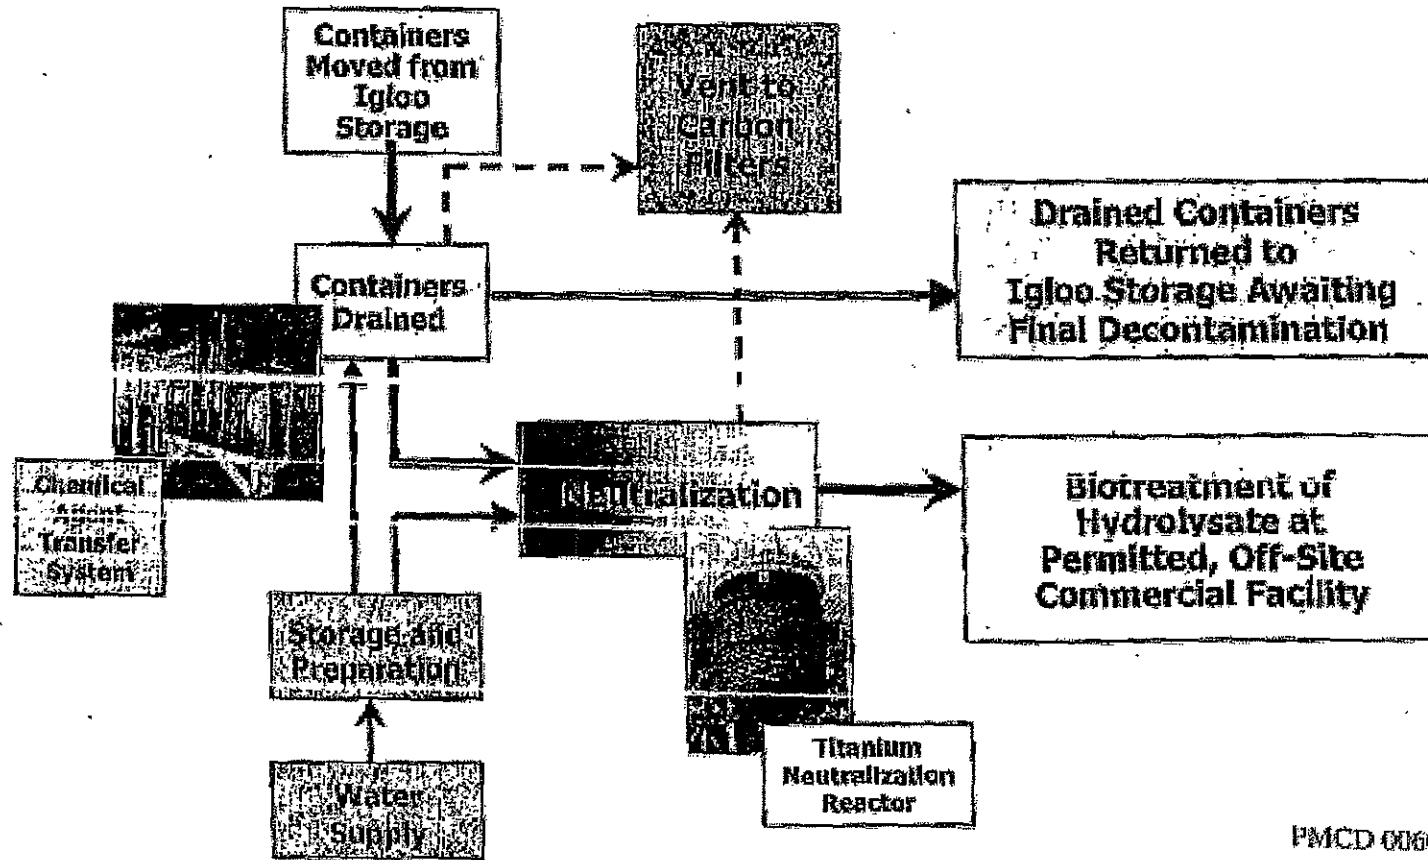 Containers
Moved from
Igloo
Storage
Vent to
Carbon
Filters
Containers
Drained
Drained Containers
Returned to
Igloo Storage Awaiting
Final Decontamination
Chemical
Agent
Transfer
System
Neutralization
Biotreatment of
Hydrolysate at
Permitted, Off-Site
Commercial Facility
Storage and
Preparation
Titanium
Neutralization
Reactor
Water
Supply
PMCD